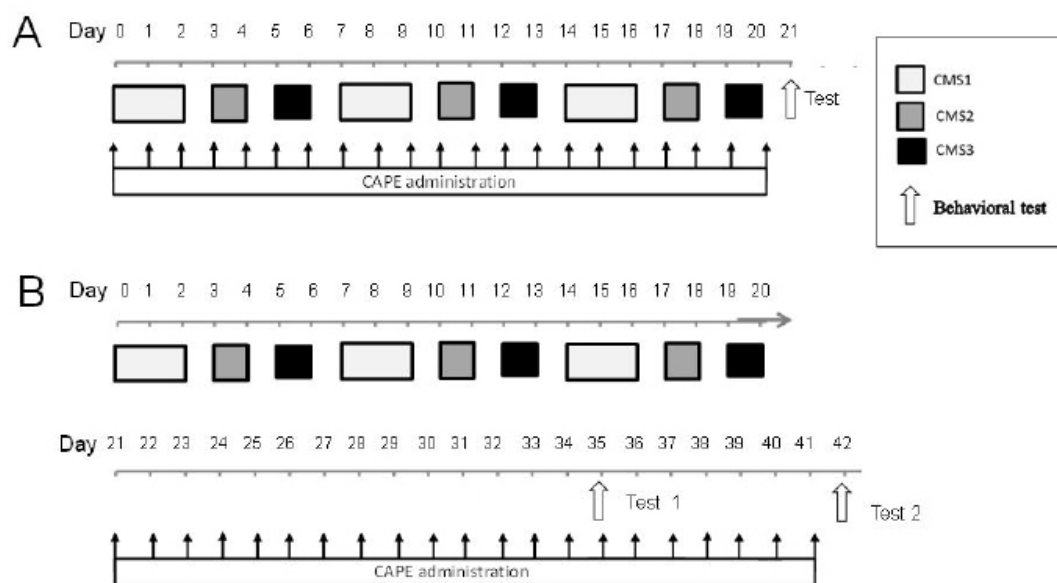 A
Day 0 1 2 3 4 5 6 7 8 9 10 11 12 13 14 15 16 17 18 19 20 21
Test
CAPE administration
CMS1
CMS2
CMS3
Behavioral test
B
Day 0 1 2 3 4 5 6 7 8 9 10 11 12 13 14 15 16 17 18 19 20
Day 21 22 23 24 25 26 27 28 29 30 31 32 33 34 35 36 37 38 39 40 41 42
Test 1
Test 2
CAPE administration